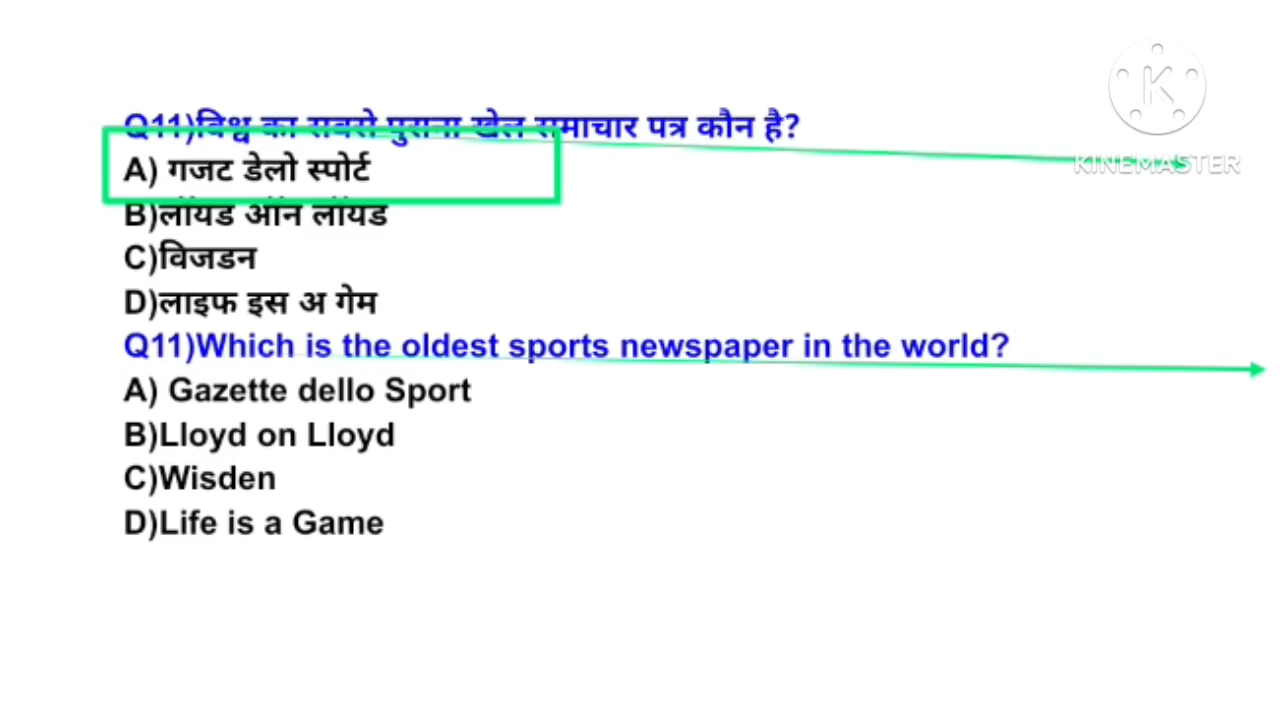 Q11)विश्व का सबसे पुराना खेल समाचार पत्र कौन है?
KINEMASTER
A) गजट डेलो स्पोर्ट
B)लॉयड ऑन लॉयड
C)विजडन
D)लाइफ इस अ गेम
Q11)Which is the oldest sports newspaper in the world?
A) Gazette dello Sport
B)Lloyd on Lloyd
C)Wisden
D)Life is a Game